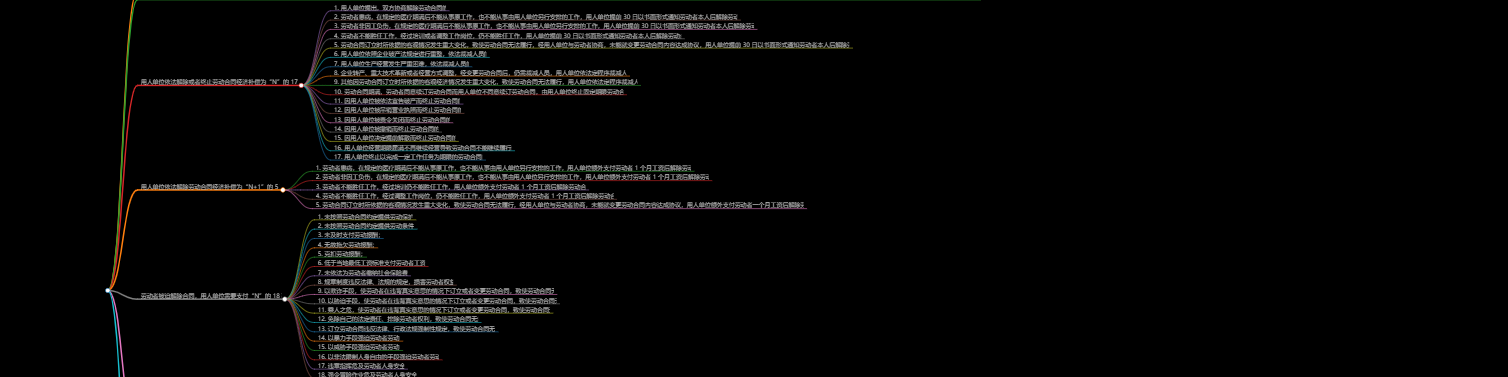 1. 用人单位提出，双方协商解除劳动合同的
2. 劳动者患病，在规定的医疗期满后不能从事原工作，也不能从事由用人单位另行安排的工作，用人单位提前 30 日以书面形式通知劳动者本人后解除劳动
3. 劳动者非因工负伤，在规定的医疗期满后不能从事原工作，也不能从事由用人单位另行安排的工作，用人单位提前 30 日以书面形式通知劳动者本人后解除劳
4. 劳动者不能胜任工作，经过培训或者调整工作岗位，仍不能胜任工作，用人单位提前 30 日以书面形式通知劳动者本人后解除劳动
5. 劳动合同订立时所依据的客观情况发生重大变化，致使劳动合同无法履行，经用人单位与劳动者协商，未能就变更劳动合同内容达成协议，用人单位提前 30 日以书面形式通知劳动者本人后解除
6. 用人单位依照企业破产法规定进行重整，依法裁减人员
7. 用人单位生产经营发生严重困难，依法裁减人员
8. 企业转产、重大技术革新或者经营方式调整，经变更劳动合同后，仍需裁减人员，用人单位依法定程序裁减人
9. 其他因劳动合同订立时所依据的客观经济情况发生重大变化，致使劳动合同无法履行，用人单位依法定程序裁减人
用人单位依法解除或者终止劳动合同经济补偿为“N”的 17
10. 劳动合同期满，劳动者同意续订劳动合同而用人单位不同意续订劳动合同，由用人单位终止固定期限劳动合
11. 因用人单位被依法宣告破产而终止劳动合同
12. 因用人单位被吊销营业执照而终止劳动合同的
13. 因用人单位被责令关闭而终止劳动合同的
14. 因用人单位被撤销而终止劳动合同的
15. 因用人单位决定提前解散而终止劳动合同的
16. 用人单位经营期限届满不再继续经营导致劳动合同不能继续履行
17. 用人单位终止以完成一定工作任务为期限的劳动合同
1. 劳动者患病，在规定的医疗期满后不能从事原工作，也不能从事由用人单位另行安排的工作，用人单位额外支付劳动者 1 个月工资后解除劳
2. 劳动者非因工负伤，在规定的医疗期满后不能从事原工作，也不能从事由用人单位另行安排的工作，用人单位额外支付劳动者 1 个月工资后解除劳
用人单位依法解除劳动合同经济补偿为“N+1”的 5
3. 劳动者不能胜任工作，经过培训仍不能胜任工作，用人单位额外支付劳动者 1 个月工资后解除劳动合
4. 劳动者不能胜任工作，经过调整工作岗位，仍不能胜任工作，用人单位额外支付劳动者 1 个月工资后解除劳动
5. 劳动合同订立时所依据的客观情况发生重大变化，致使劳动合同无法履行，经用人单位与劳动者协商，未能就变更劳动合同内容达成协议，用人单位额外支付劳动者一个月工资后解除
1. 未按照劳动合同约定提供劳动保护
2. 未按照劳动合同约定提供劳动条件
3. 未及时支付劳动报酬；
4. 无故拖欠劳动报酬；
5. 克扣劳动报酬；
6. 低于当地最低工资标准支付劳动者工资
7. 未依法为劳动者缴纳社会保险费
8. 规章制度违反法律、法规的规定，损害劳动者权
9. 以欺诈手段，使劳动者在违背真实意思的情况下订立或者变更劳动合同，致使劳动合同
劳动者被迫解除合同，用人单位需要支付“N”的 18
10. 以胁迫手段，使劳动者在违背真实意思的情况下订立或者变更劳动合同，致使劳动合同
11. 乘人之危，使劳动者在违背真实意思的情况下订立或者变更劳动合同，致使劳动合同
12. 免除自己的法定责任、排除劳动者权利，致使劳动合同无
13. 订立劳动合同违反法律、行政法规强制性规定，致使劳动合同无
14. 以暴力手段强迫劳动者劳动
15. 以威胁手段强迫劳动者劳动
16. 以非法限制人身自由的手段强迫劳动者劳
17. 违章指挥危及劳动者人身安全
18. 强令冒险作业危及劳动者人身安